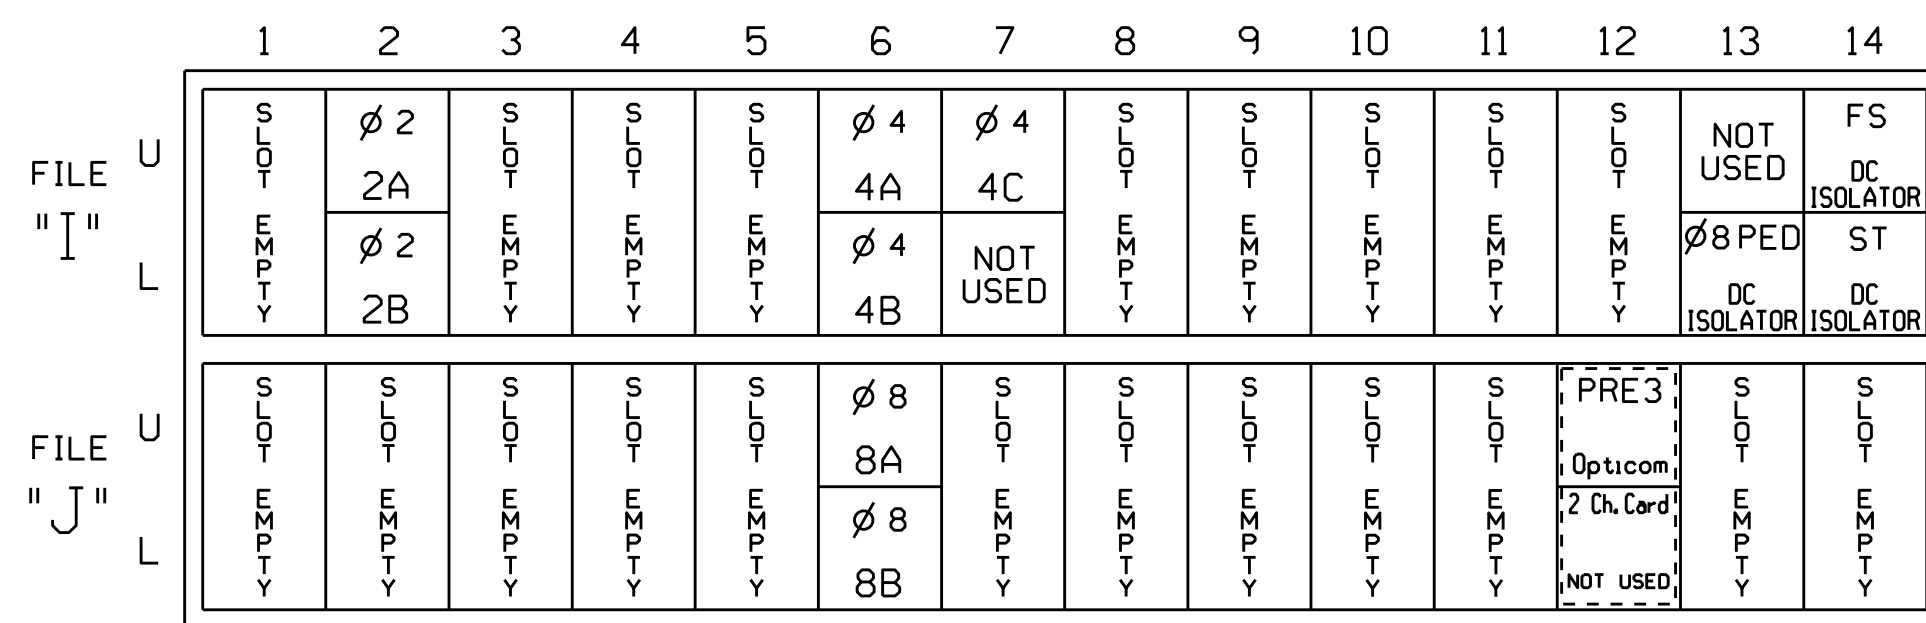 1 2 3 4 5 6 7 8 9 10 11 12 13 14
FILE "I"
U
L
SLOT EMPTY
Ø 2
2A
Ø 2
2B
SLOT EMPTY
SLOT EMPTY
SLOT EMPTY
Ø 4
4A
Ø 4
4B
Ø 4
4C
NOT
USED
SLOT EMPTY
SLOT EMPTY
SLOT EMPTY
SLOT EMPTY
SLOT EMPTY
NOT
USED
Ø8 PED
DC
ISOLATOR
FS
DC
ISOLATOR
ST
DC
ISOLATOR
FILE "J"
U
L
SLOT EMPTY
SLOT EMPTY
SLOT EMPTY
SLOT EMPTY
SLOT EMPTY
Ø 8
8A
Ø 8
8B
SLOT EMPTY
SLOT EMPTY
SLOT EMPTY
SLOT EMPTY
SLOT EMPTY
PRE3
Opticom
2 Ch. Card
NOT USED
SLOT EMPTY
SLOT EMPTY